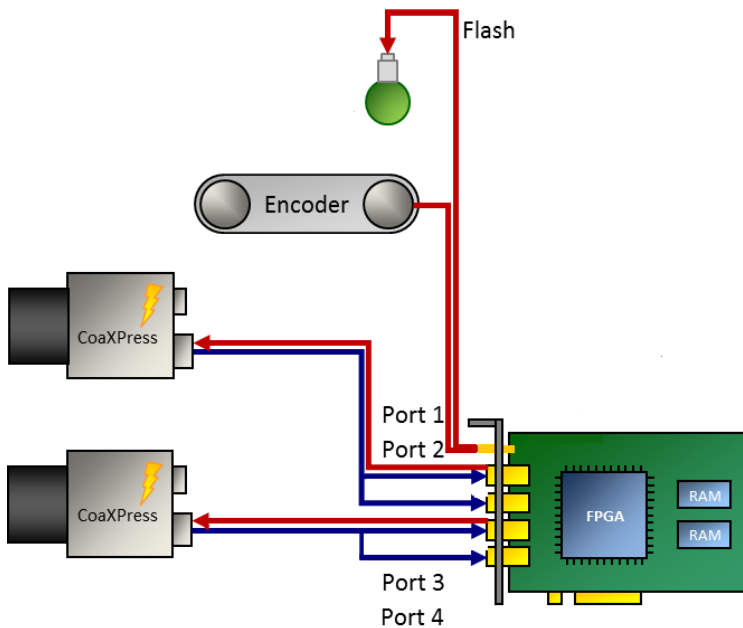 Flash
Encoder
CoaXPress
Port 1
Port 2
CoaXPress
FPGA
RAM
RAM
Port 3
Port 4